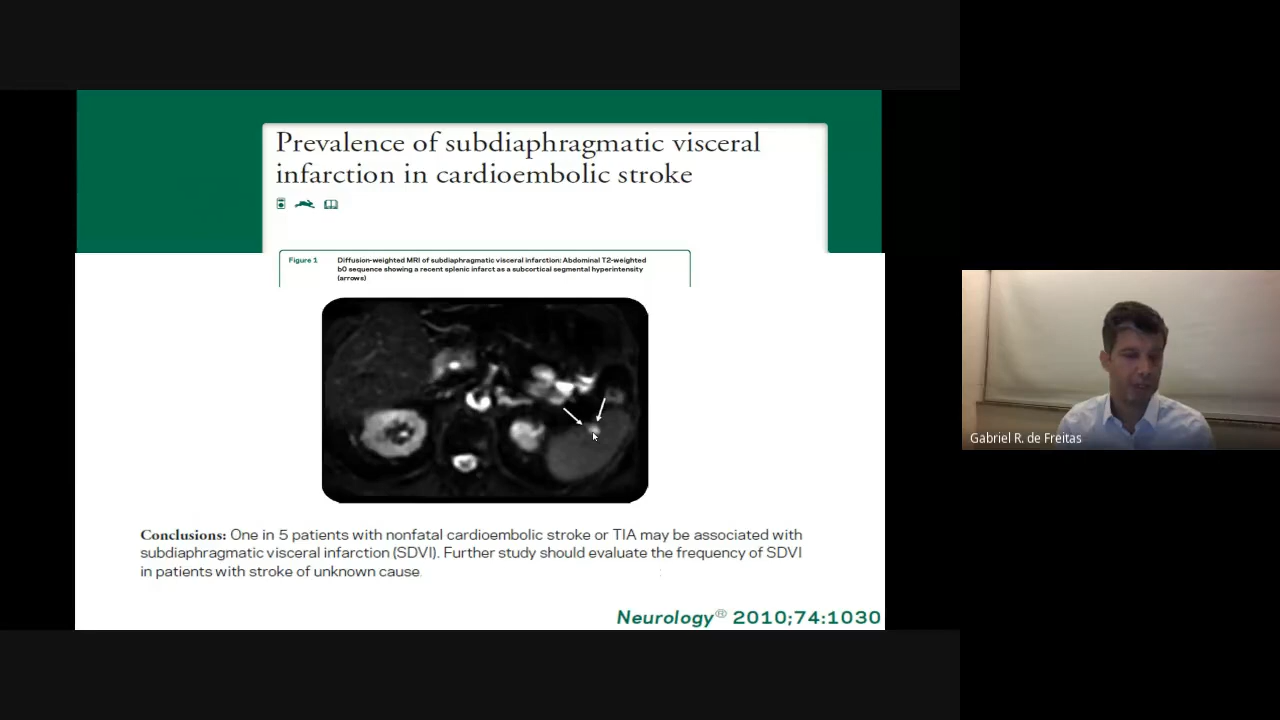 Prevalence of subdiaphragmatic visceral
infarction in cardioembolic stroke
Figure 1
Diffusion-weighted MRI of subdiaphragmatic visceral infarction: Abdominal T2-weighted
b0 sequence showing a recent splenic infarct as a subcortical segmental hyperintensity
(arrows)
Conclusions: One in 5 patients with nonfatal cardioembolic stroke or TIA may be associated with
subdiaphragmatic visceral infarction (SDVI). Further study should evaluate the frequency of SDVI
in patients with stroke of unknown cause.
Neurology® 2010;74:1030
Gabriel R. de Freitas